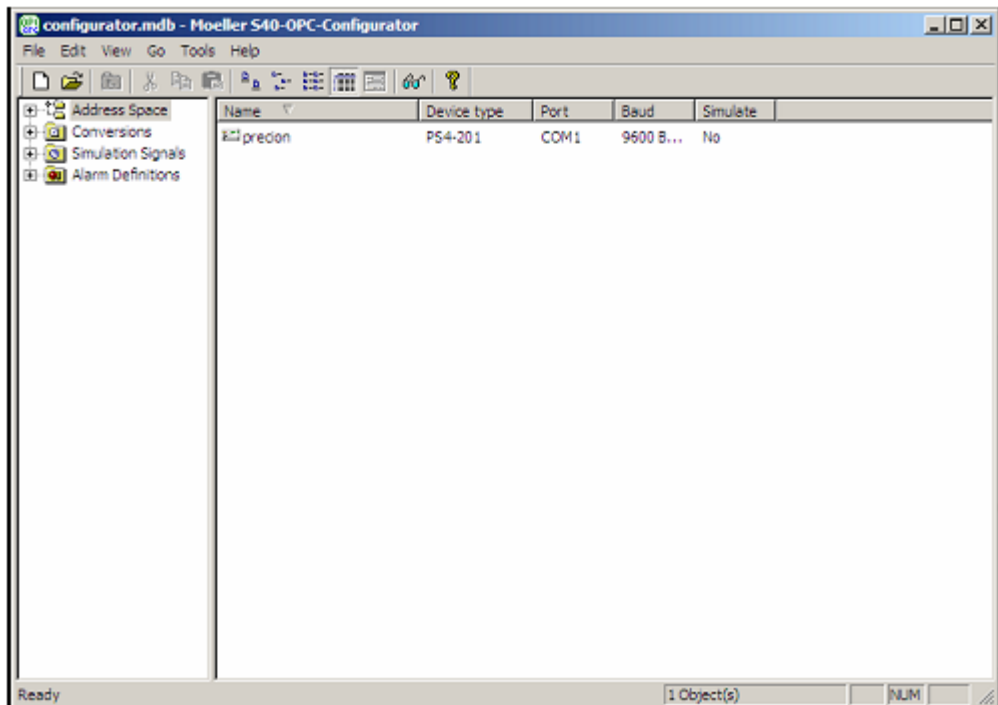 configurator.mdb - Moeller S40-OPC-Configurator
File Edit View Go Tools Help
Address Space
Conversions
Simulation Signals
Alarm Definitions
Name Device type Port Baud Simulate
precion PS4-201 COM1 9600 B... No
Ready 1 Object(s) NUM